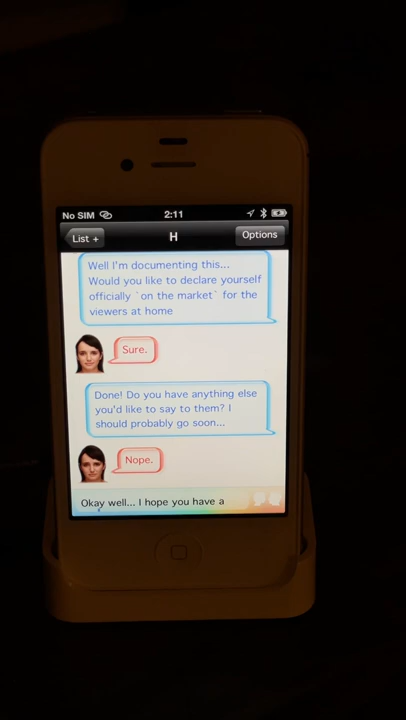 No SIM 2:11
List + H Options
Well I'm documenting this...
Would you like to declare yourself
officially `on the market` for the
viewers at home
Sure.
Done! Do you have anything else
you'd like to say to them? I
should probably go soon...
Nope.
Okay well... I hope you have a